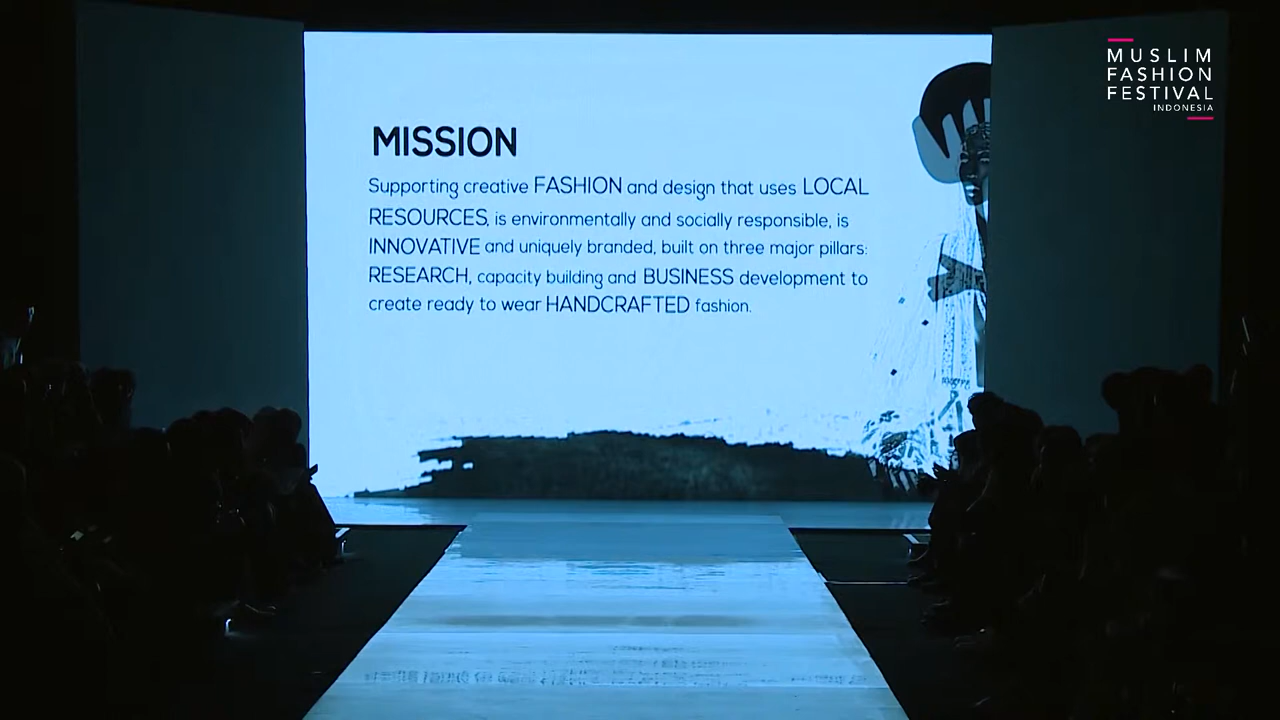 MISSION
Supporting creative FASHION and design that uses LOCAL
RESOURCES, is environmentally and socially responsible, is
INNOVATIVE and uniquely branded, built on three major pillars:
RESEARCH, capacity building and BUSINESS development to
create ready to wear HANDCRAFTED fashion.
MUSLIM
FASHION
FESTIVAL
INDONESIA